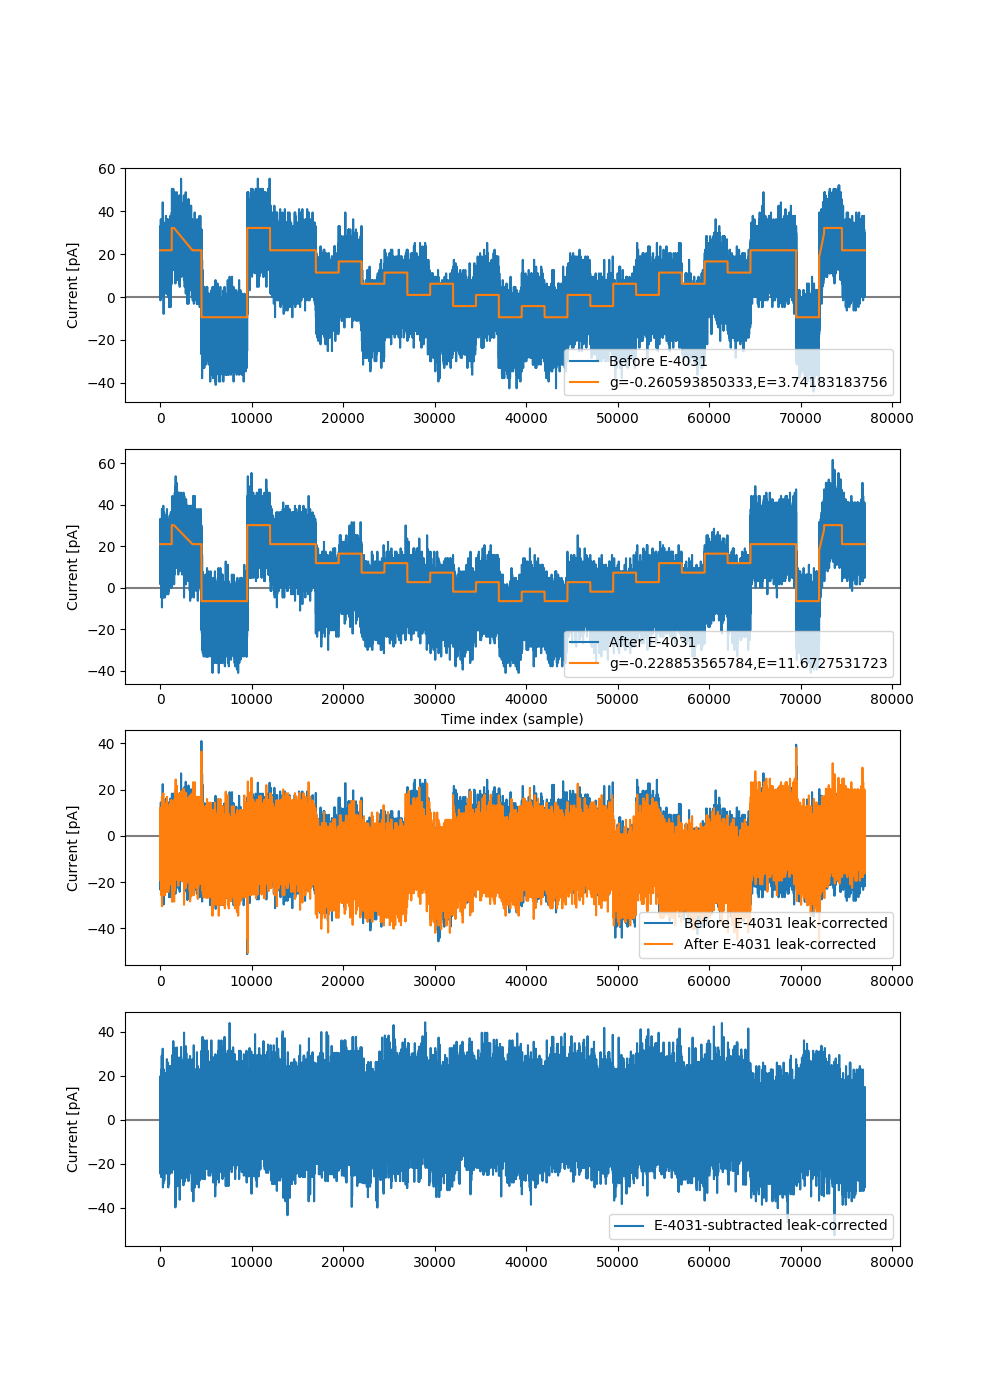 60
40
20
0
−20
−40
Current [pA]
Before E-4031
g=-0.260593850333,E=3.74183183756
0 10000 20000 30000 40000 50000 60000 70000 80000
60
40
20
0
−20
−40
Current [pA]
After E-4031
g=-0.228853565784,E=11.6727531723
0 10000 20000 30000 40000 50000 60000 70000 80000
Time index (sample)
40
20
0
−20
−40
Current [pA]
Before E-4031 leak-corrected
After E-4031 leak-corrected
0 10000 20000 30000 40000 50000 60000 70000 80000
40
20
0
−20
−40
Current [pA]
E-4031-subtracted leak-corrected
0 10000 20000 30000 40000 50000 60000 70000 80000